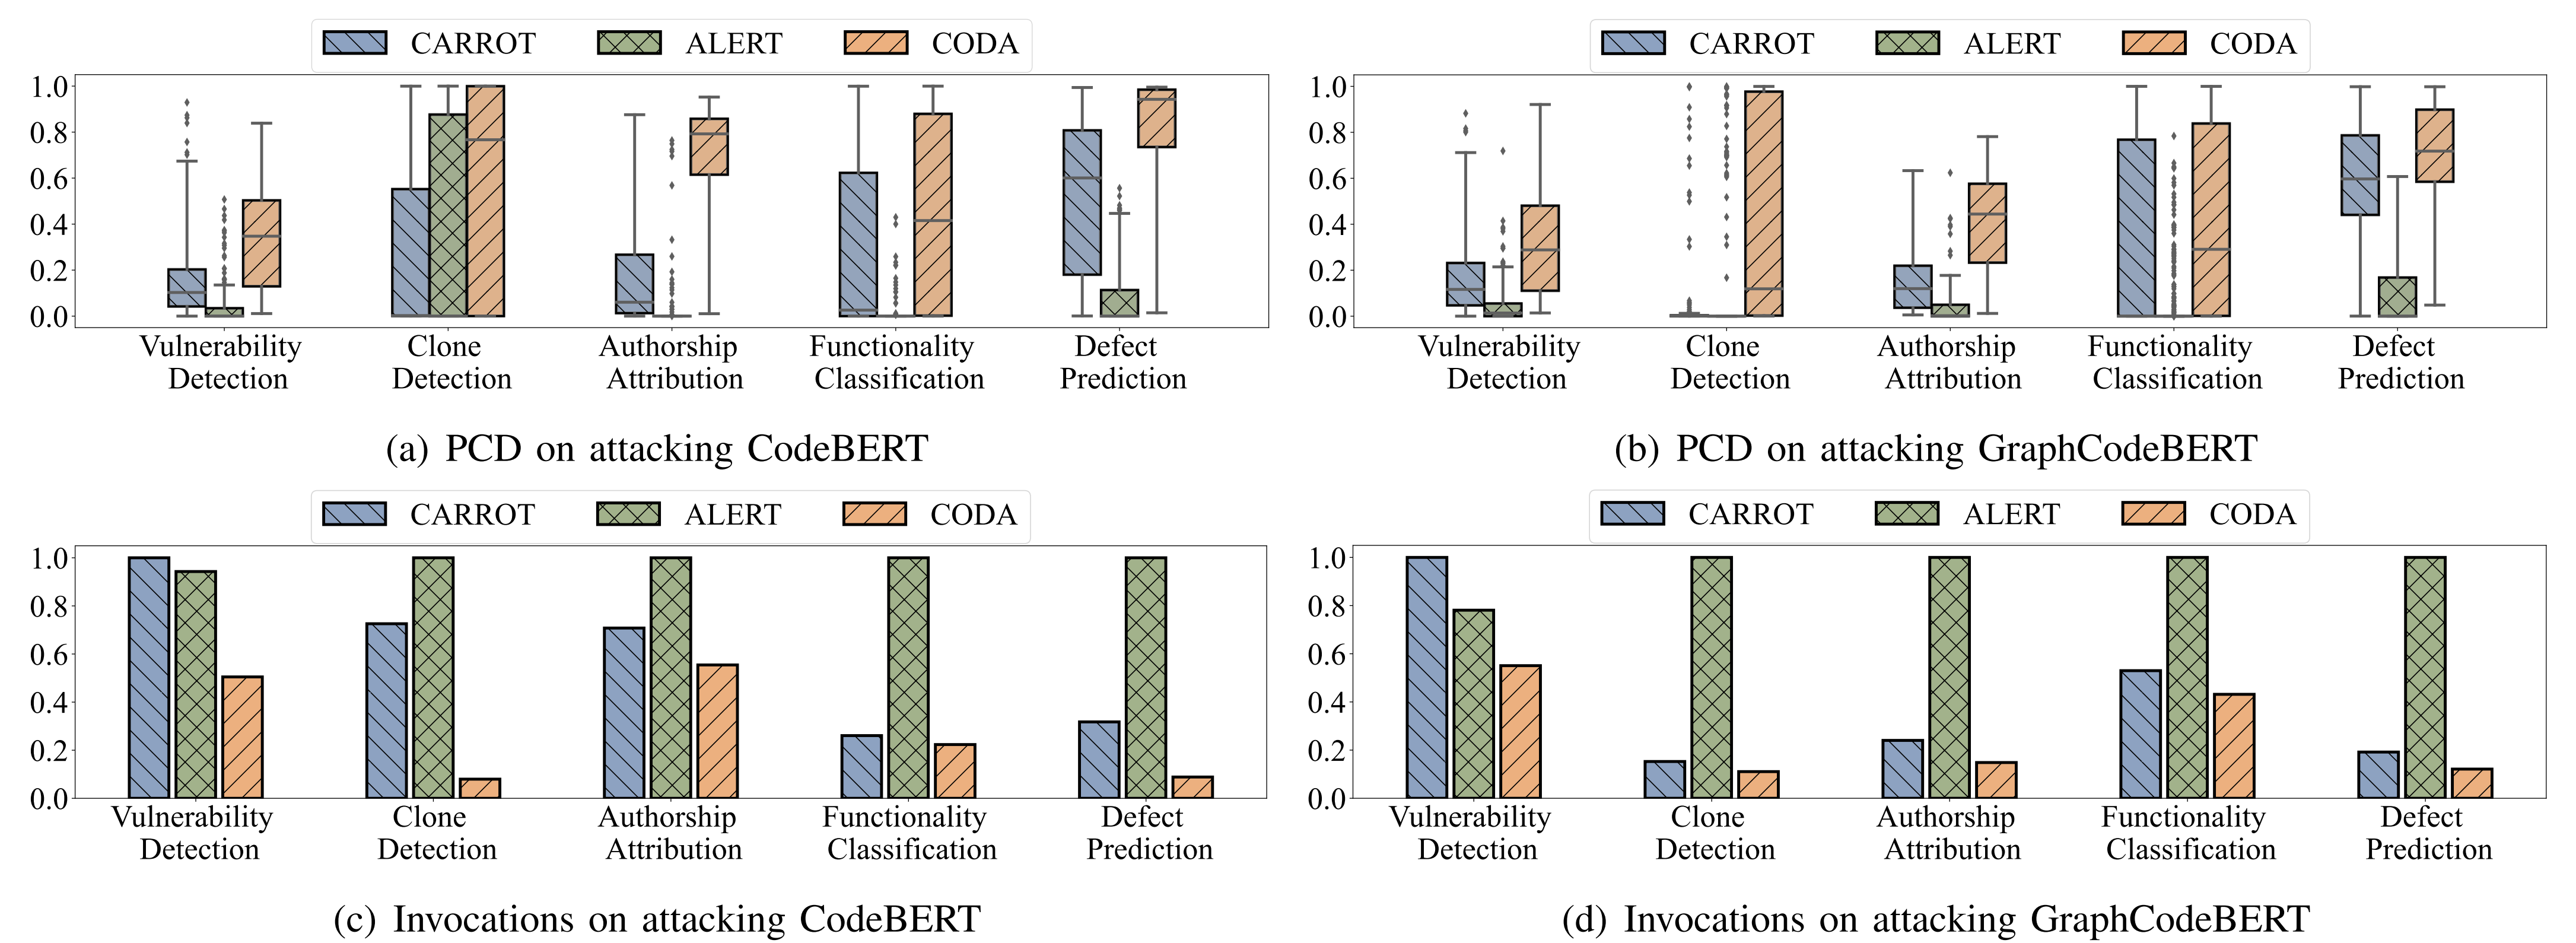 CARROT ALERT CODA
1.0
0.8
0.6
0.4
0.2
0.0
Vulnerability Clone Authorship Functionality Defect
Detection Detection Attribution Classification Prediction
(a) PCD on attacking CodeBERT
CARROT ALERT CODA
1.0
0.8
0.6
0.4
0.2
0.0
Vulnerability Clone Authorship Functionality Defect
Detection Detection Attribution Classification Prediction
(b) PCD on attacking GraphCodeBERT
CARROT ALERT CODA
1.0
0.8
0.6
0.4
0.2
0.0
Vulnerability Clone Authorship Functionality Defect
Detection Detection Attribution Classification Prediction
(c) Invocations on attacking CodeBERT
CARROT ALERT CODA
1.0
0.8
0.6
0.4
0.2
0.0
Vulnerability Clone Authorship Functionality Defect
Detection Detection Attribution Classification Prediction
(d) Invocations on attacking GraphCodeBERT